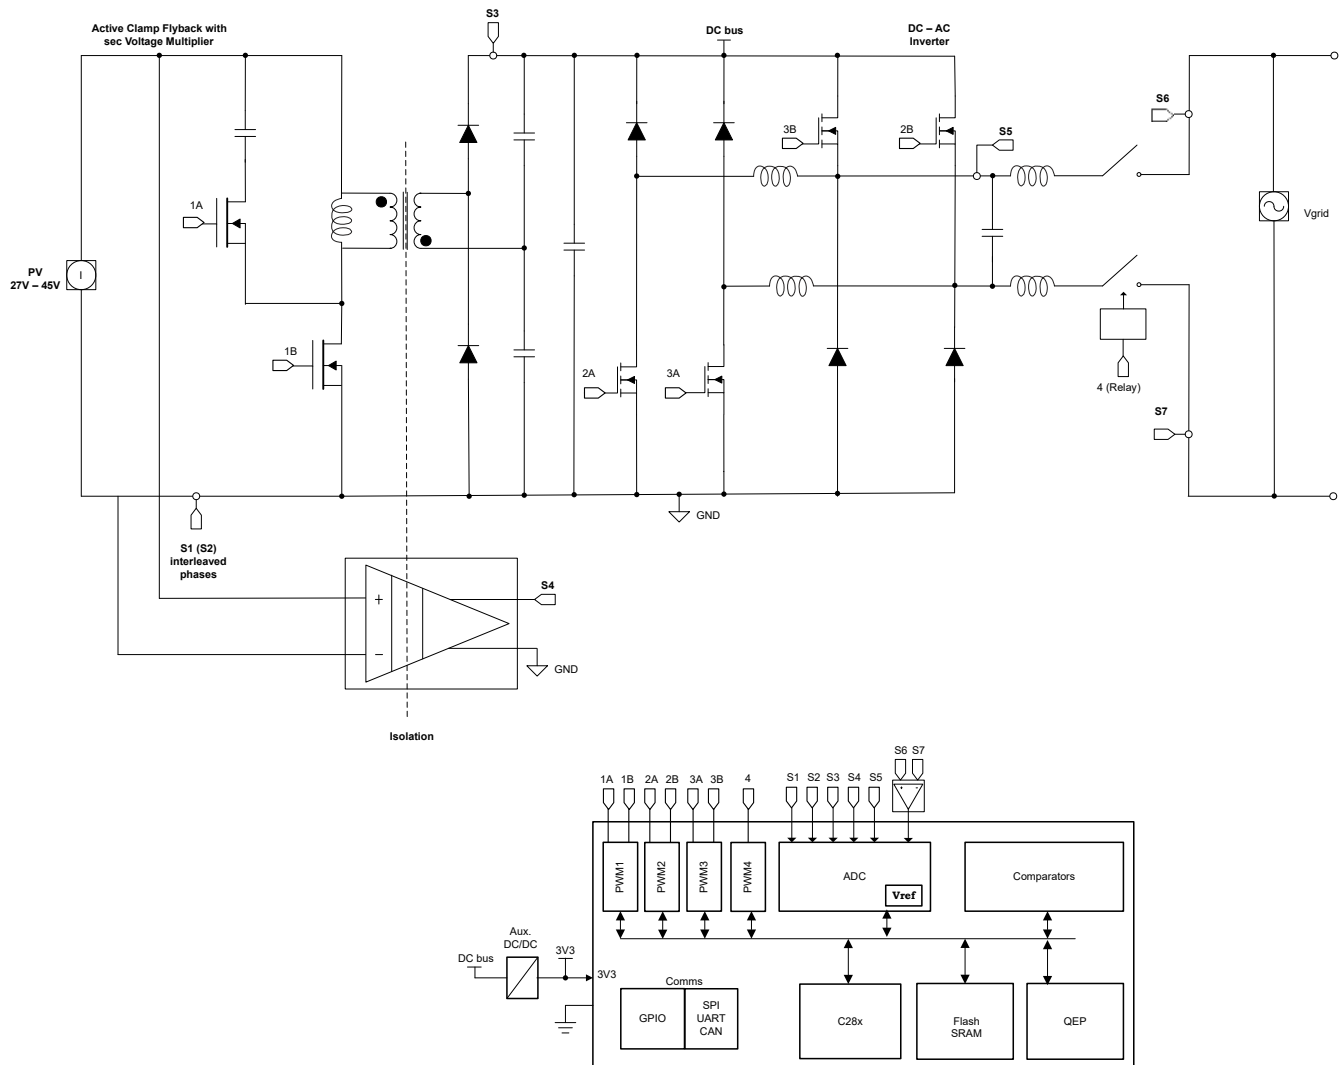 Active Clamp Flyback with
sec Voltage Multiplier
S3
DC bus
DC – AC
Inverter
S6
3B
2B
S5
1A
Vgrid
PV
27V – 45V
I
1B
2A
3A
4 (Relay)
S7
GND
S1 (S2)
interleaved
phases
+
−
S4
GND
Isolation
S6 S7
1A 1B 2A 2B 3A 3B 4 S1 S2 S3 S4 S5
PWM1
PWM2
PWM3
PWM4
ADC
Vref
Comparators
Aux.
DC/DC
DC bus
3V3
3V3
Comms
GPIO
SPI
UART
CAN
C28x
Flash
SRAM
QEP